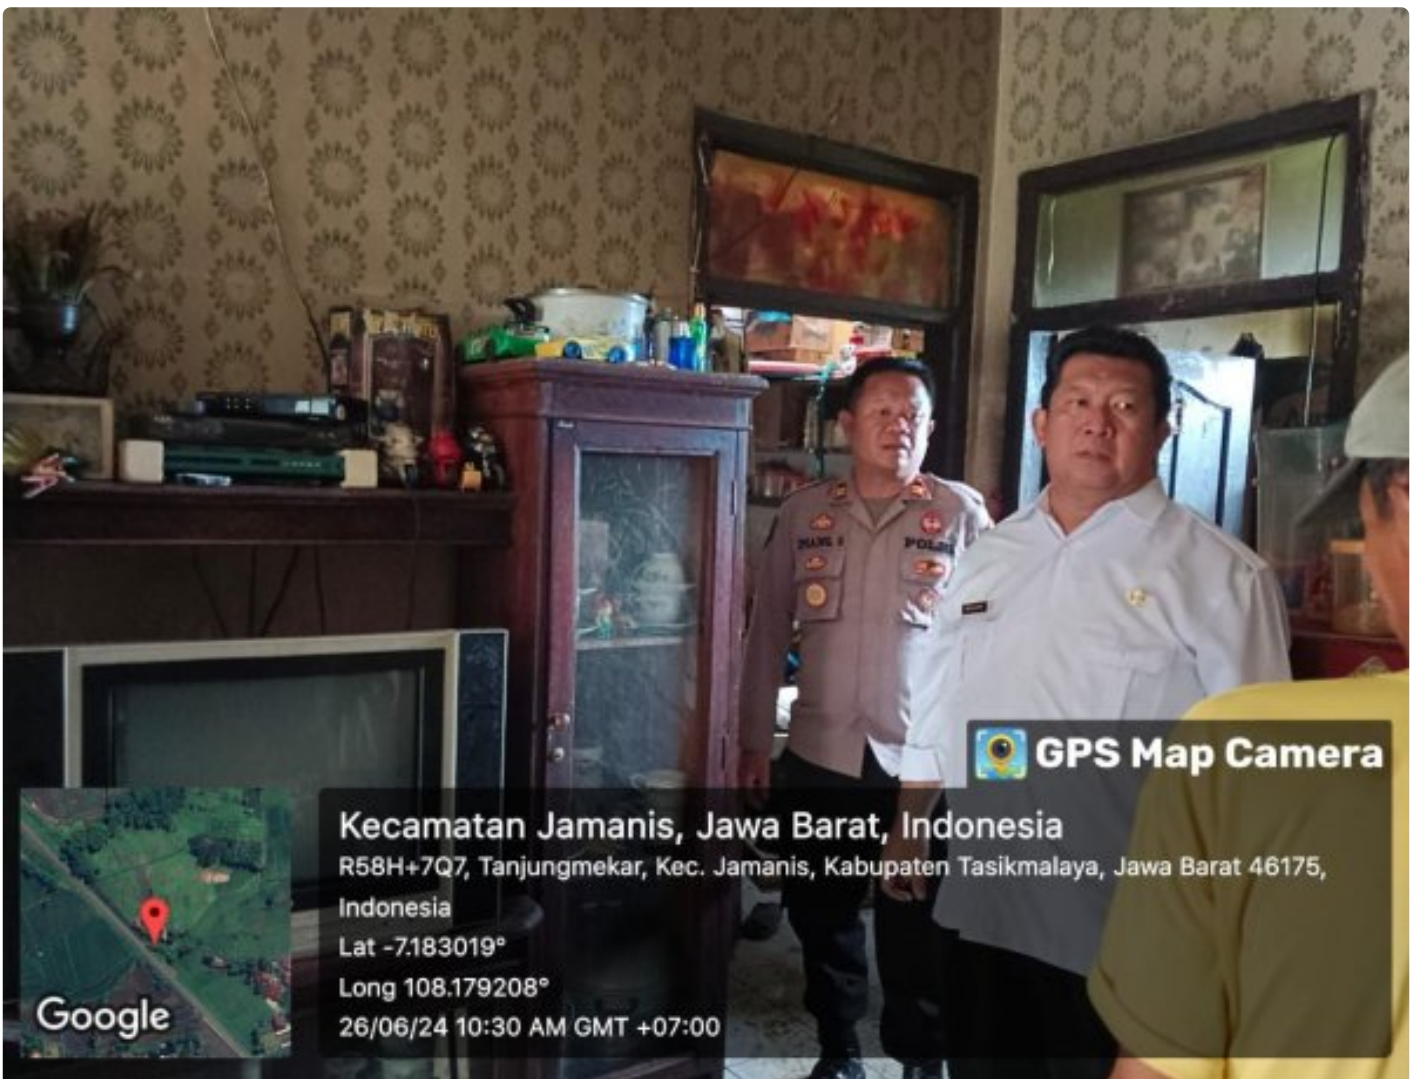 POLRI
GPS Map Camera
Kecamatan Jamanis, Jawa Barat, Indonesia
R58H+7Q7, Tanjungmekar, Kec. Jamanis, Kabupaten Tasikmalaya, Jawa Barat 46175,
Indonesia
Lat -7.183019°
Long 108.179208°
26/06/24 10:30 AM GMT +07:00
Google